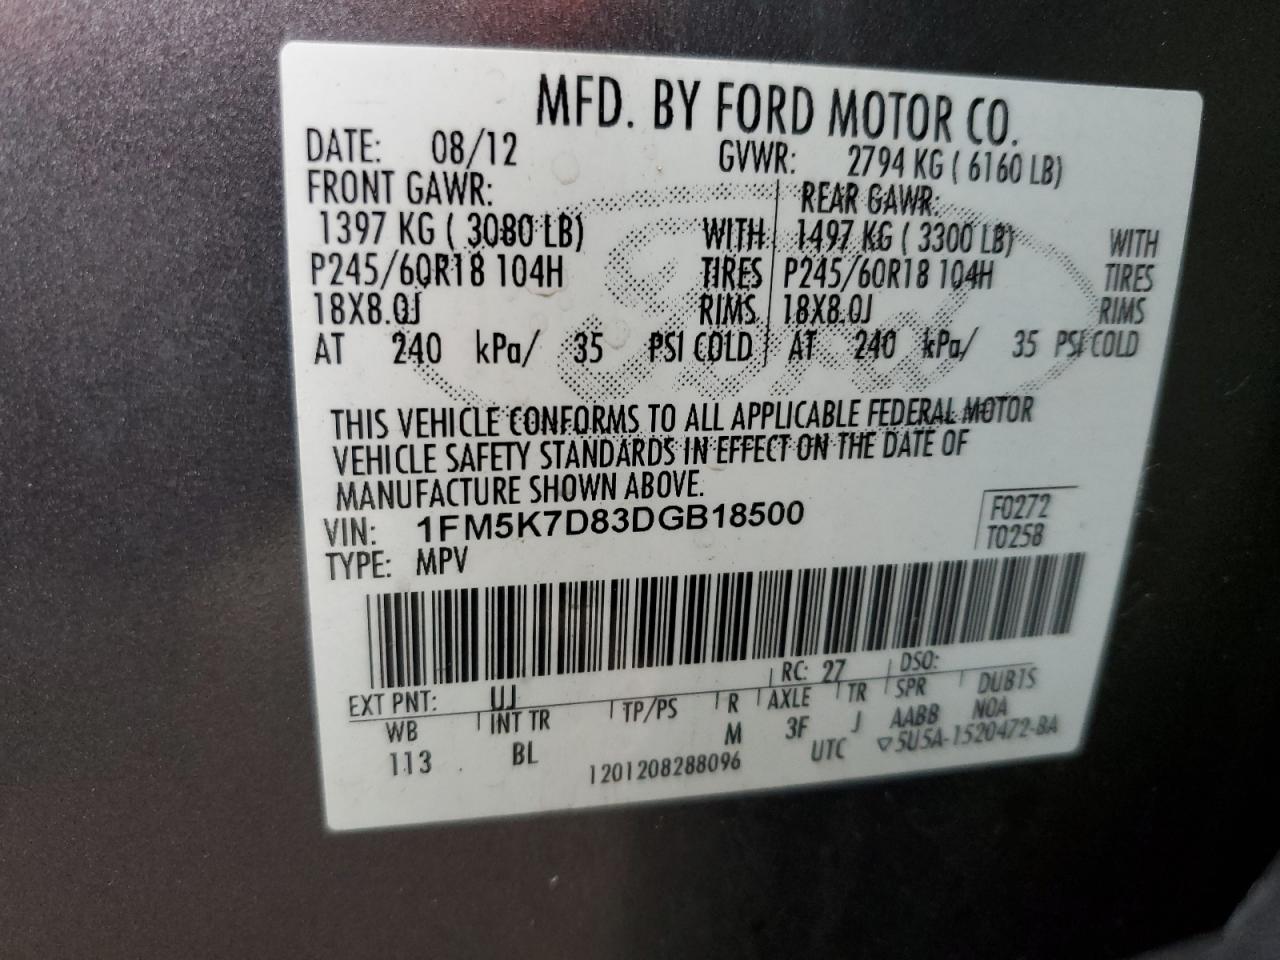 MFD. BY FORD MOTOR CO.
DATE: 08/12 GVWR: 2794 KG ( 6160 LB)
FRONT GAWR: REAR GAWR:
1397 KG ( 3080 LB) WITH 1497 KG ( 3300 LB) WITH
P245/60R18 104H TIRES P245/60R18 104H TIRES
18X8.0J RIMS 18X8.0J RIMS
AT 240 kPa/ 35 PSI COLD AT 240 kPa/ 35 PSI COLD
THIS VEHICLE CONFORMS TO ALL APPLICABLE FEDERAL MOTOR
VEHICLE SAFETY STANDARDS IN EFFECT ON THE DATE OF
MANUFACTURE SHOWN ABOVE.
VIN: 1FM5K7D83DGB18500 F0272
TYPE: MPV T0258
EXT PNT: UJ RC: 27 DSO:
WB INT TR TP/PS R AXLE TR SPR DUBTS
113 BL M 3F J AABB NOA
1201208288096 UTC ▽5U5A-1520472-BA
Ford